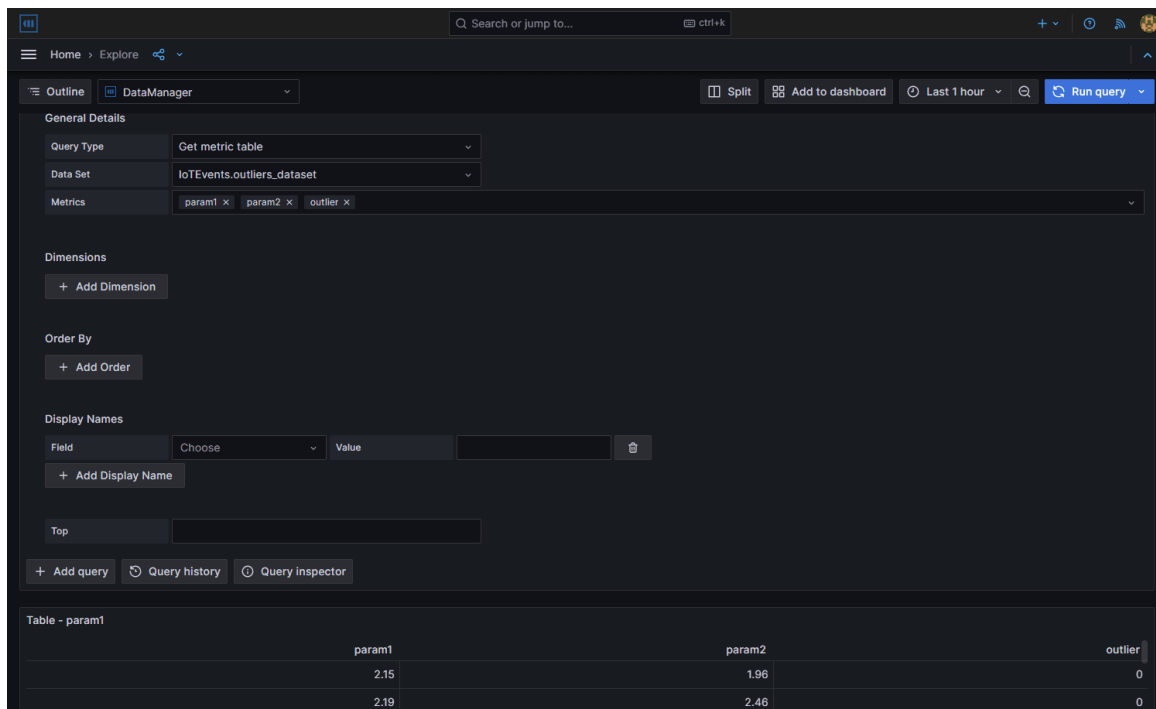 Search or jump to... ctrl+k
Home › Explore
Outline DataManager Split Add to dashboard Last 1 hour Run query
General Details
Query Type Get metric table
Data Set IoTEvents.outliers_dataset
Metrics param1 × param2 × outlier ×
Dimensions
+ Add Dimension
Order By
+ Add Order
Display Names
Field Choose Value
+ Add Display Name
Top
+ Add query Query history Query inspector
Table - param1
param1 param2 outlier
2.15 1.96 0
2.19 2.46 0